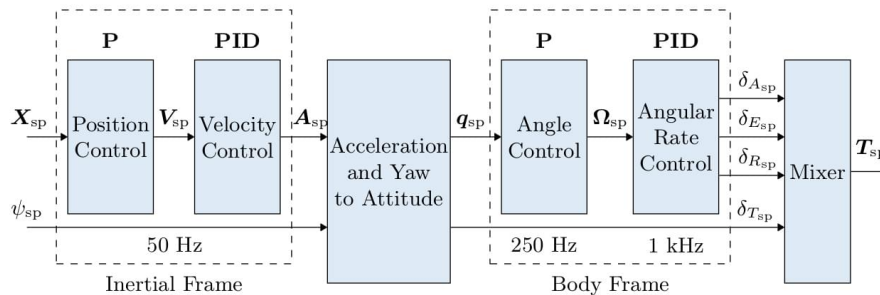 P
PID
P
PID
X_sp
Position
Control
V_sp
Velocity
Control
A_sp
Acceleration
and Yaw
to Attitude
q_sp
Angle
Control
Ω_sp
Angular
Rate
Control
δ_A_sp
δ_E_sp
δ_R_sp
δ_T_sp
Mixer
T_sp
ψ_sp
50 Hz
250 Hz
1 kHz
Inertial Frame
Body Frame